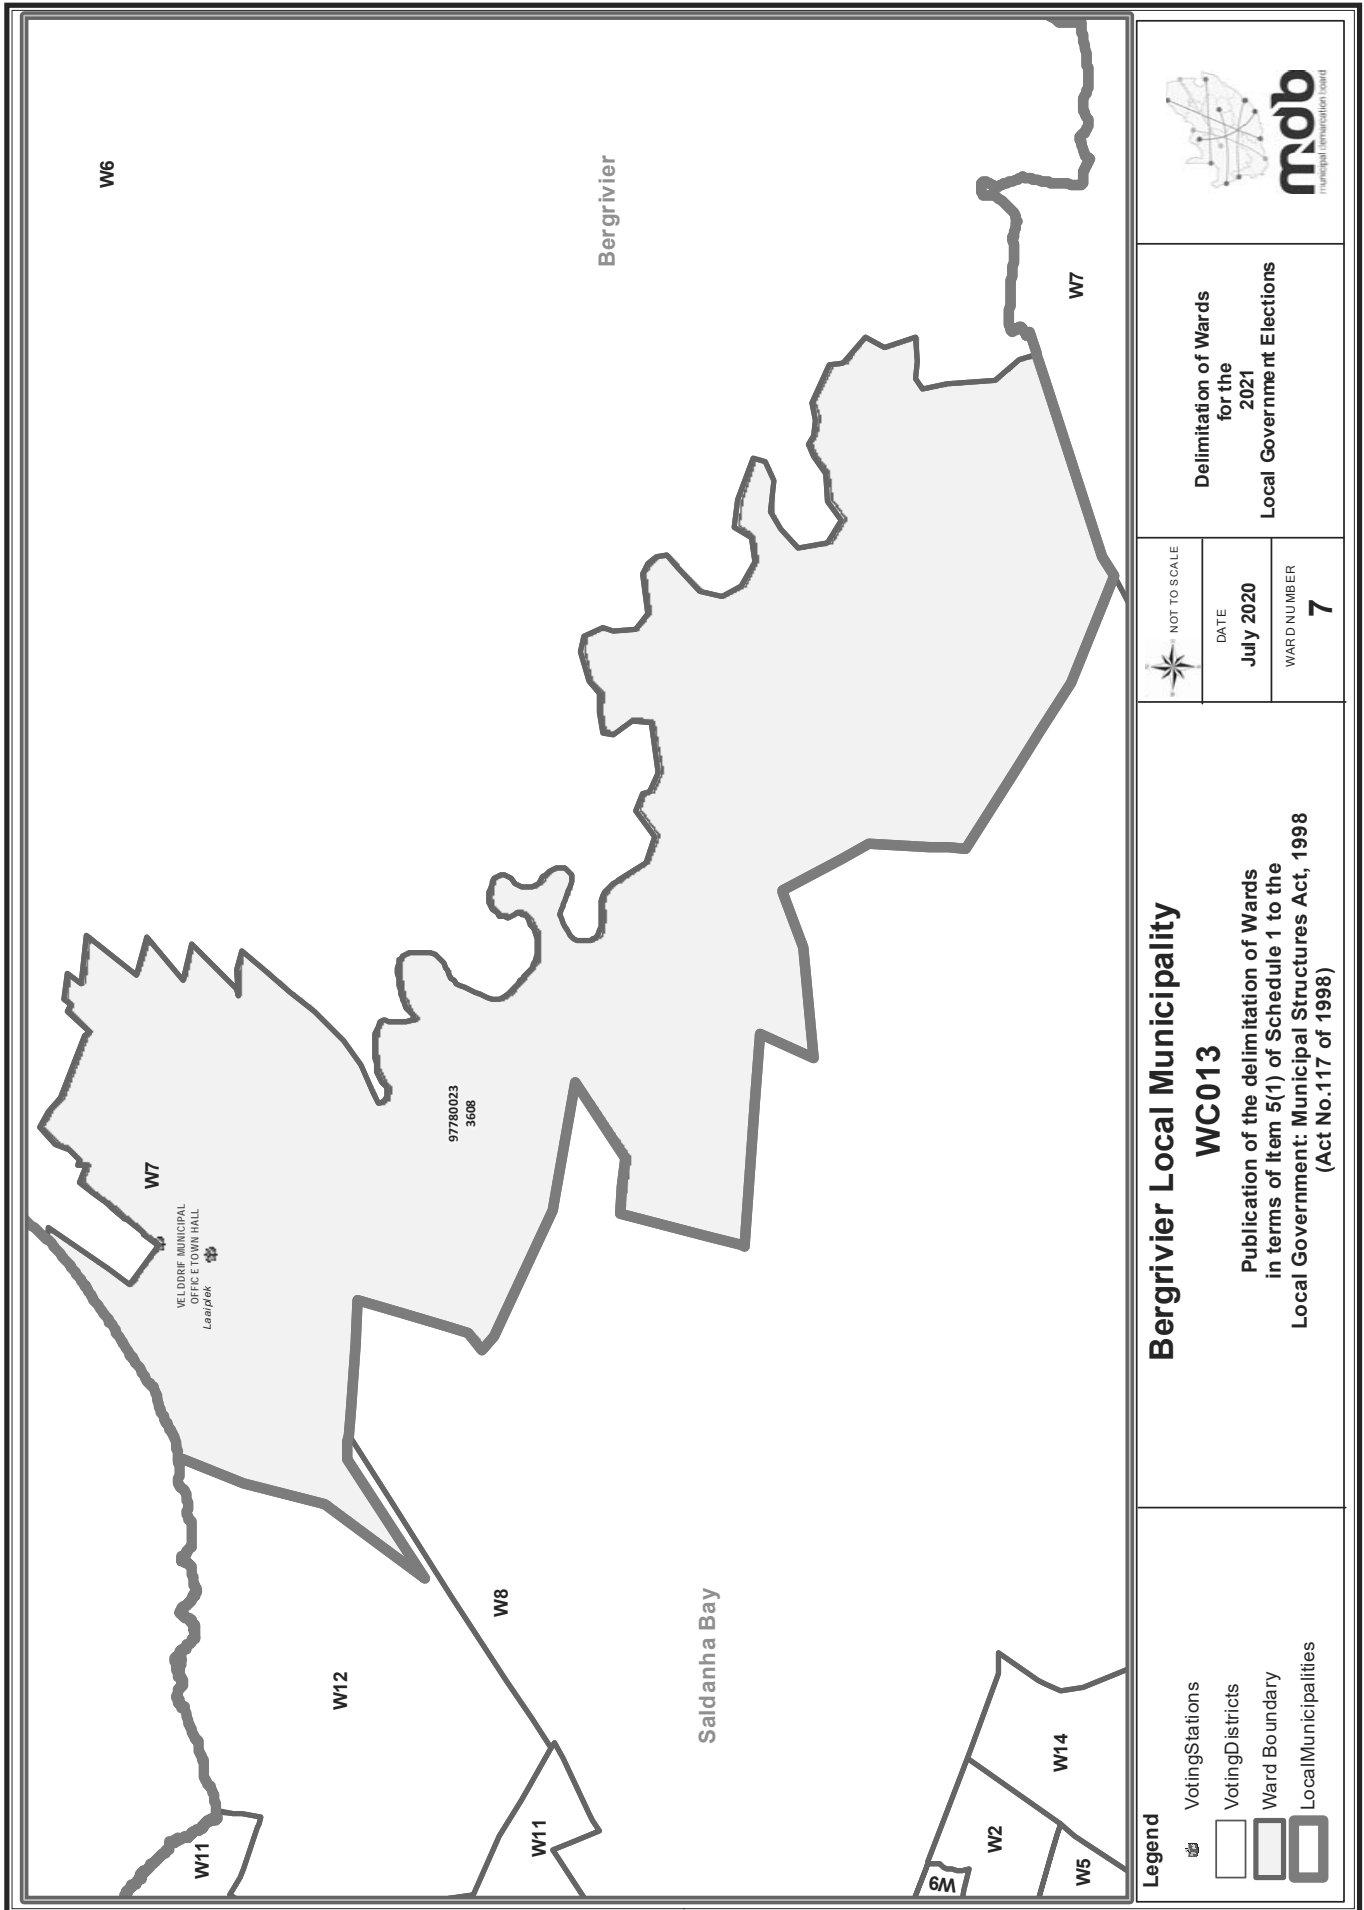 W6
Bergrivier
W7
W7
VELDDRIF MUNICIPAL
OFFICE TOWN HALL
Laaiplek
97780023
3608
W8
W12
W11
W11
Saldanha Bay
W14
W2
W5
W9
Legend
VotingStations
VotingDistricts
Ward Boundary
LocalMunicipalities
Bergrivier Local Municipality
WC013
Publication of the delimitation of Wards
in terms of Item 5(1) of Schedule 1 to the
Local Government: Municipal Structures Act, 1998
(Act No.117 of 1998)
NOT TO SCALE
DATE
July 2020
WARD NUMBER
7
Delimitation of Wards
for the
2021
Local Government Elections
mdb
municipal demarcation board